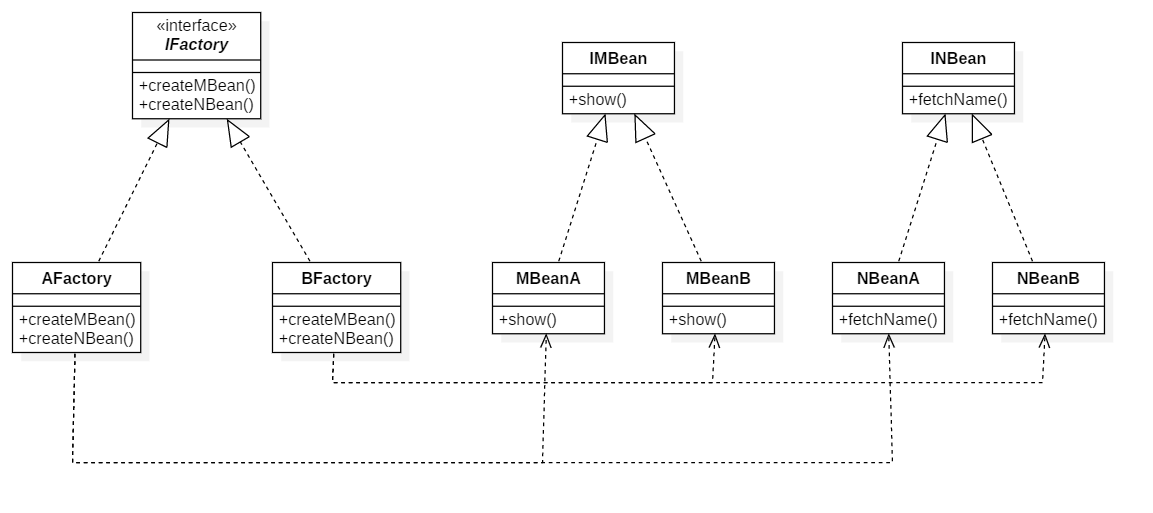 «interface»
IFactory
+createMBean()
+createNBean()
IMBean
+show()
INBean
+fetchName()
AFactory
+createMBean()
+createNBean()
BFactory
+createMBean()
+createNBean()
MBeanA
+show()
MBeanB
+show()
NBeanA
+fetchName()
NBeanB
+fetchName()